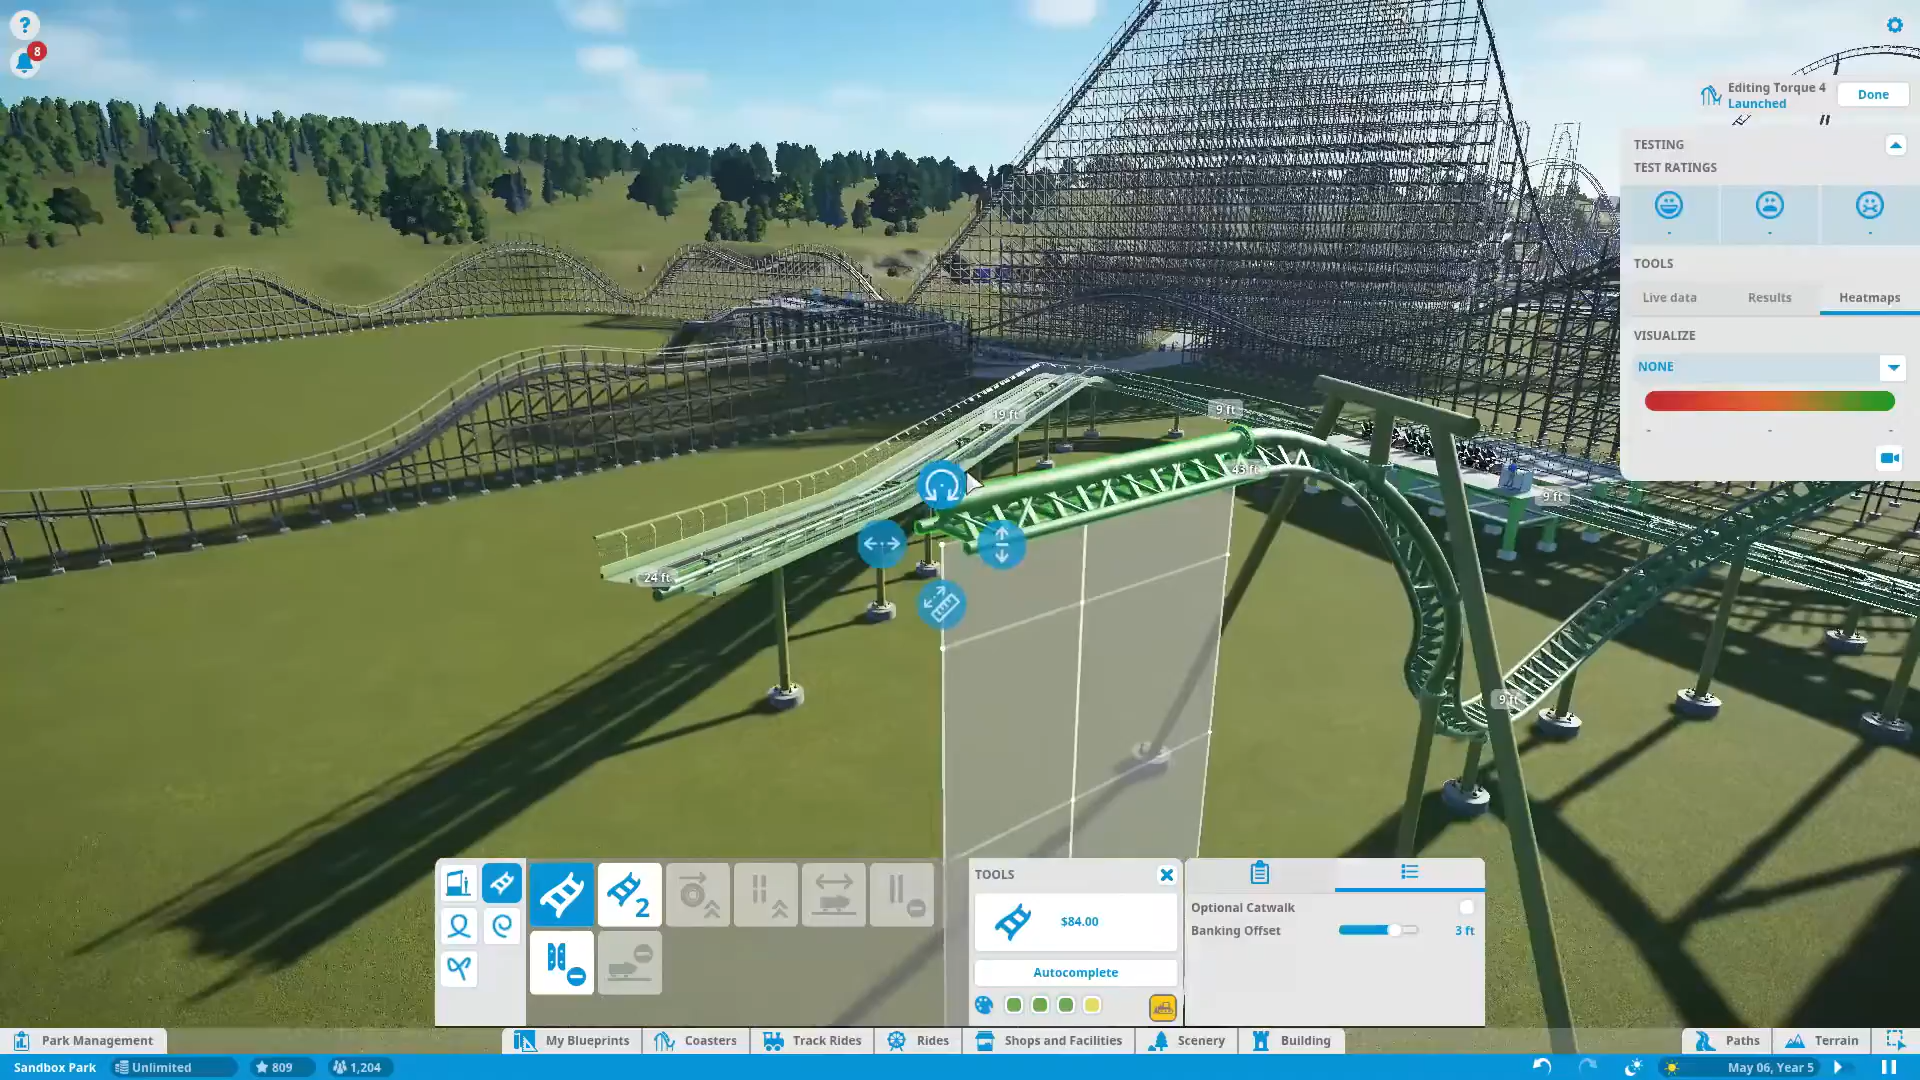 ?
8
Editing Torque 4
Launched
Done
TESTING
TEST RATINGS
-
-
-
TOOLS
Live data
Results
Heatmaps
VISUALIZE
NONE
-
-
-
19 ft
9 ft
43 ft
9 ft
24 ft
9 ft
2
TOOLS
$84.00
Autocomplete
Optional Catwalk
Banking Offset
3 ft
Park Management
My Blueprints
Coasters
Track Rides
Rides
Shops and Facilities
Scenery
Building
Paths
Terrain
Sandbox Park
Unlimited
809
1,204
May 06, Year 5